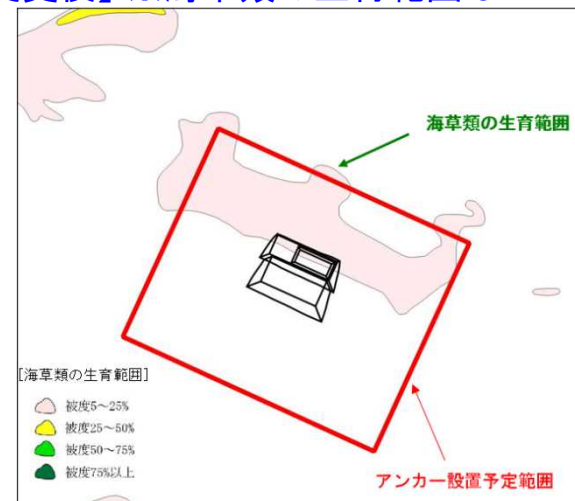 海草類の生育範囲
[海草類の生育範囲]
被度5～25%
被度25～50%
被度50～75%
被度75%以上
アンカー設置予定範囲